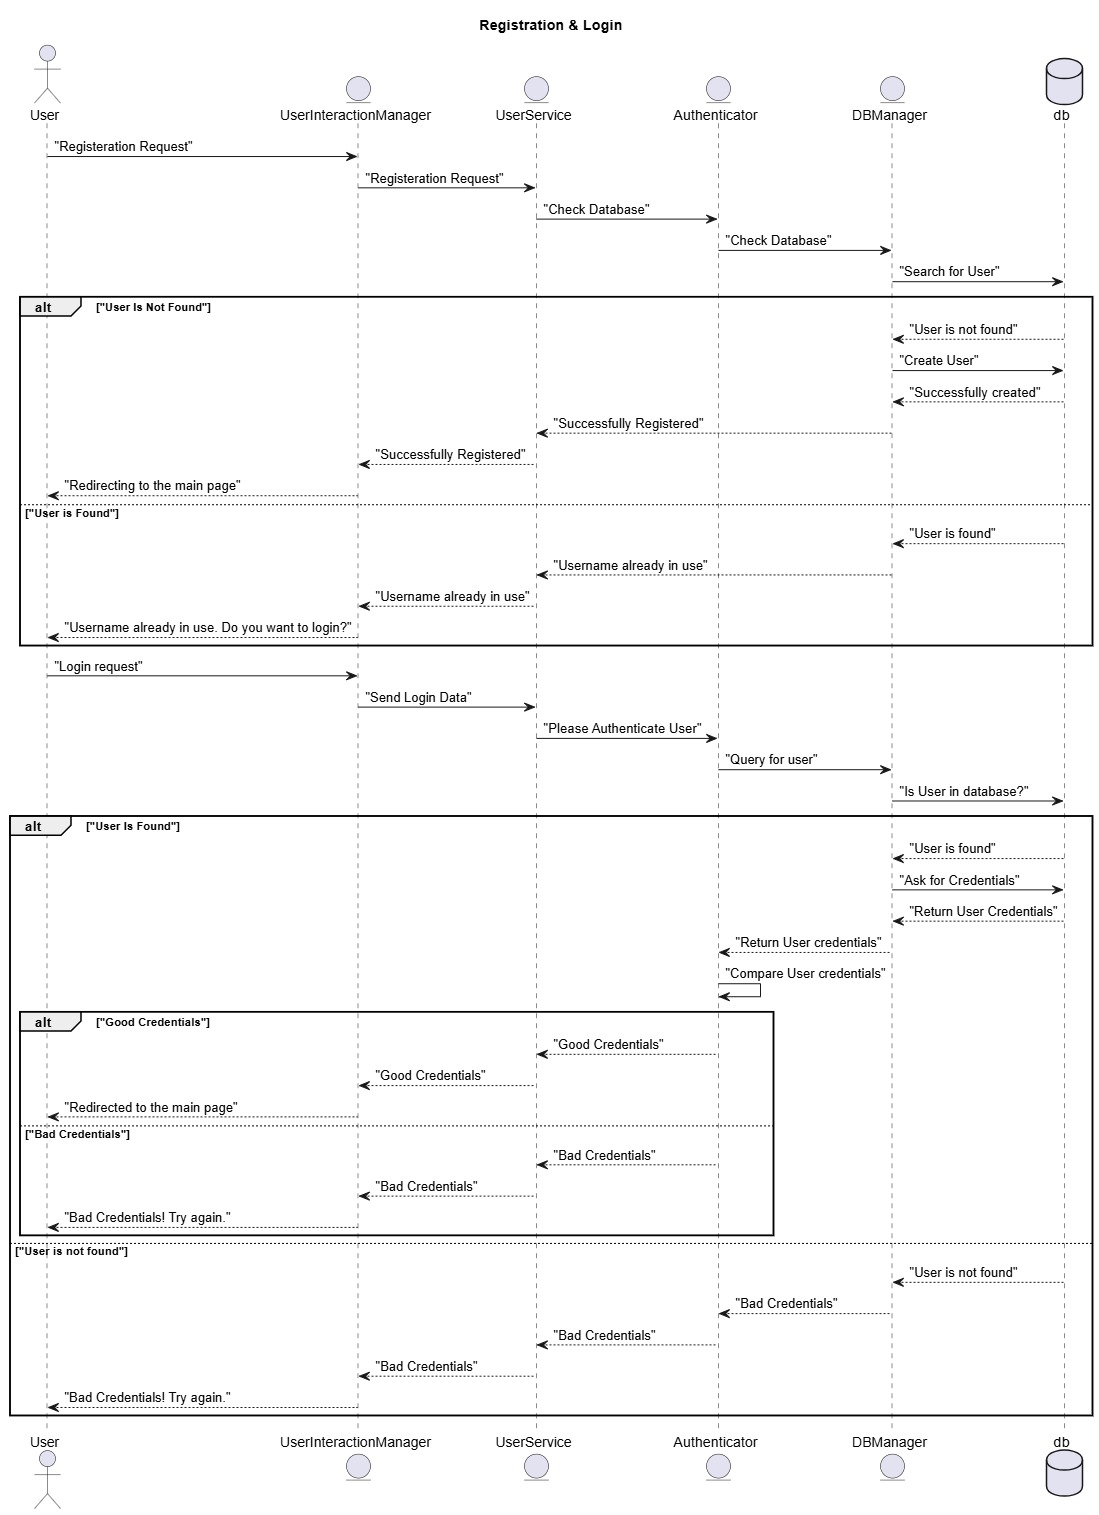 Registration & Login
User UserInteractionManager UserService Authenticator DBManager db
"Registeration Request"
"Registeration Request"
"Check Database"
"Check Database"
"Search for User"
alt ["User Is Not Found"]
"User is not found"
"Create User"
"Successfully created"
"Successfully Registered"
"Successfully Registered"
"Redirecting to the main page"
["User is Found"]
"User is found"
"Username already in use"
"Username already in use"
"Username already in use. Do you want to login?"
"Login request"
"Send Login Data"
"Please Authenticate User"
"Query for user"
"Is User in database?"
alt ["User Is Found"]
"User is found"
"Ask for Credentials"
"Return User Credentials"
"Return User credentials"
"Compare User credentials"
alt ["Good Credentials"]
"Good Credentials"
"Good Credentials"
"Redirected to the main page"
["Bad Credentials"]
"Bad Credentials"
"Bad Credentials"
"Bad Credentials! Try again."
["User is not found"]
"User is not found"
"Bad Credentials"
"Bad Credentials"
"Bad Credentials"
"Bad Credentials! Try again."
User UserInteractionManager UserService Authenticator DBManager db